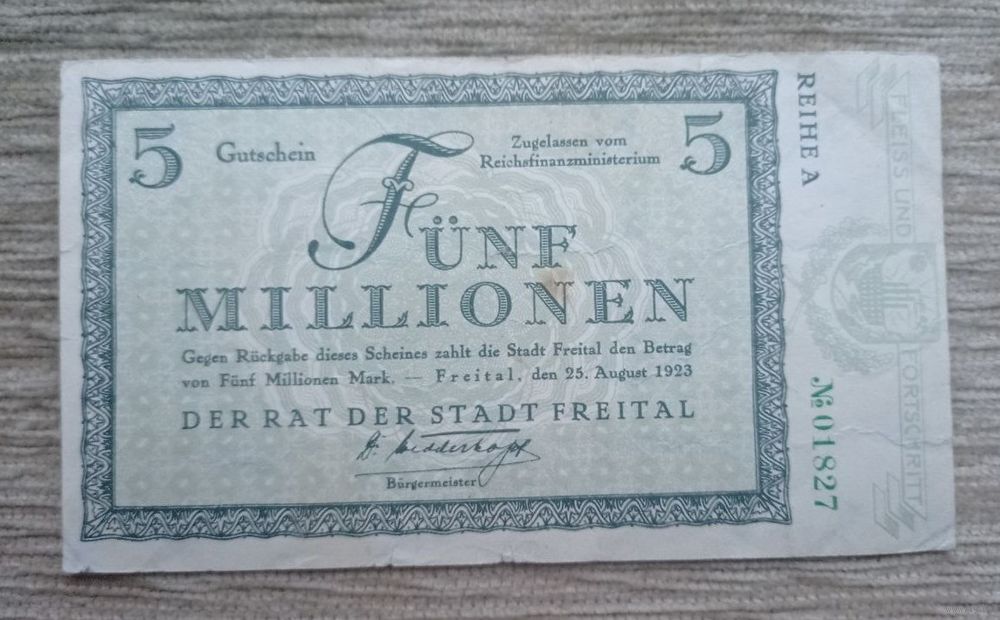 5
Gutschein
Zugelassen vom
Reichsfinanzministerium
5
FÜNF
MILLIONEN
Gegen Rückgabe dieses Scheines zahlt die Stadt Freital den Betrag
von Fünf Millionen Mark. — Freital, den 25. August 1923
DER RAT DER STADT FREITAL
Bürgermeister
REIHE A
№ 01827
FLEISS UND FORTSCHRITT